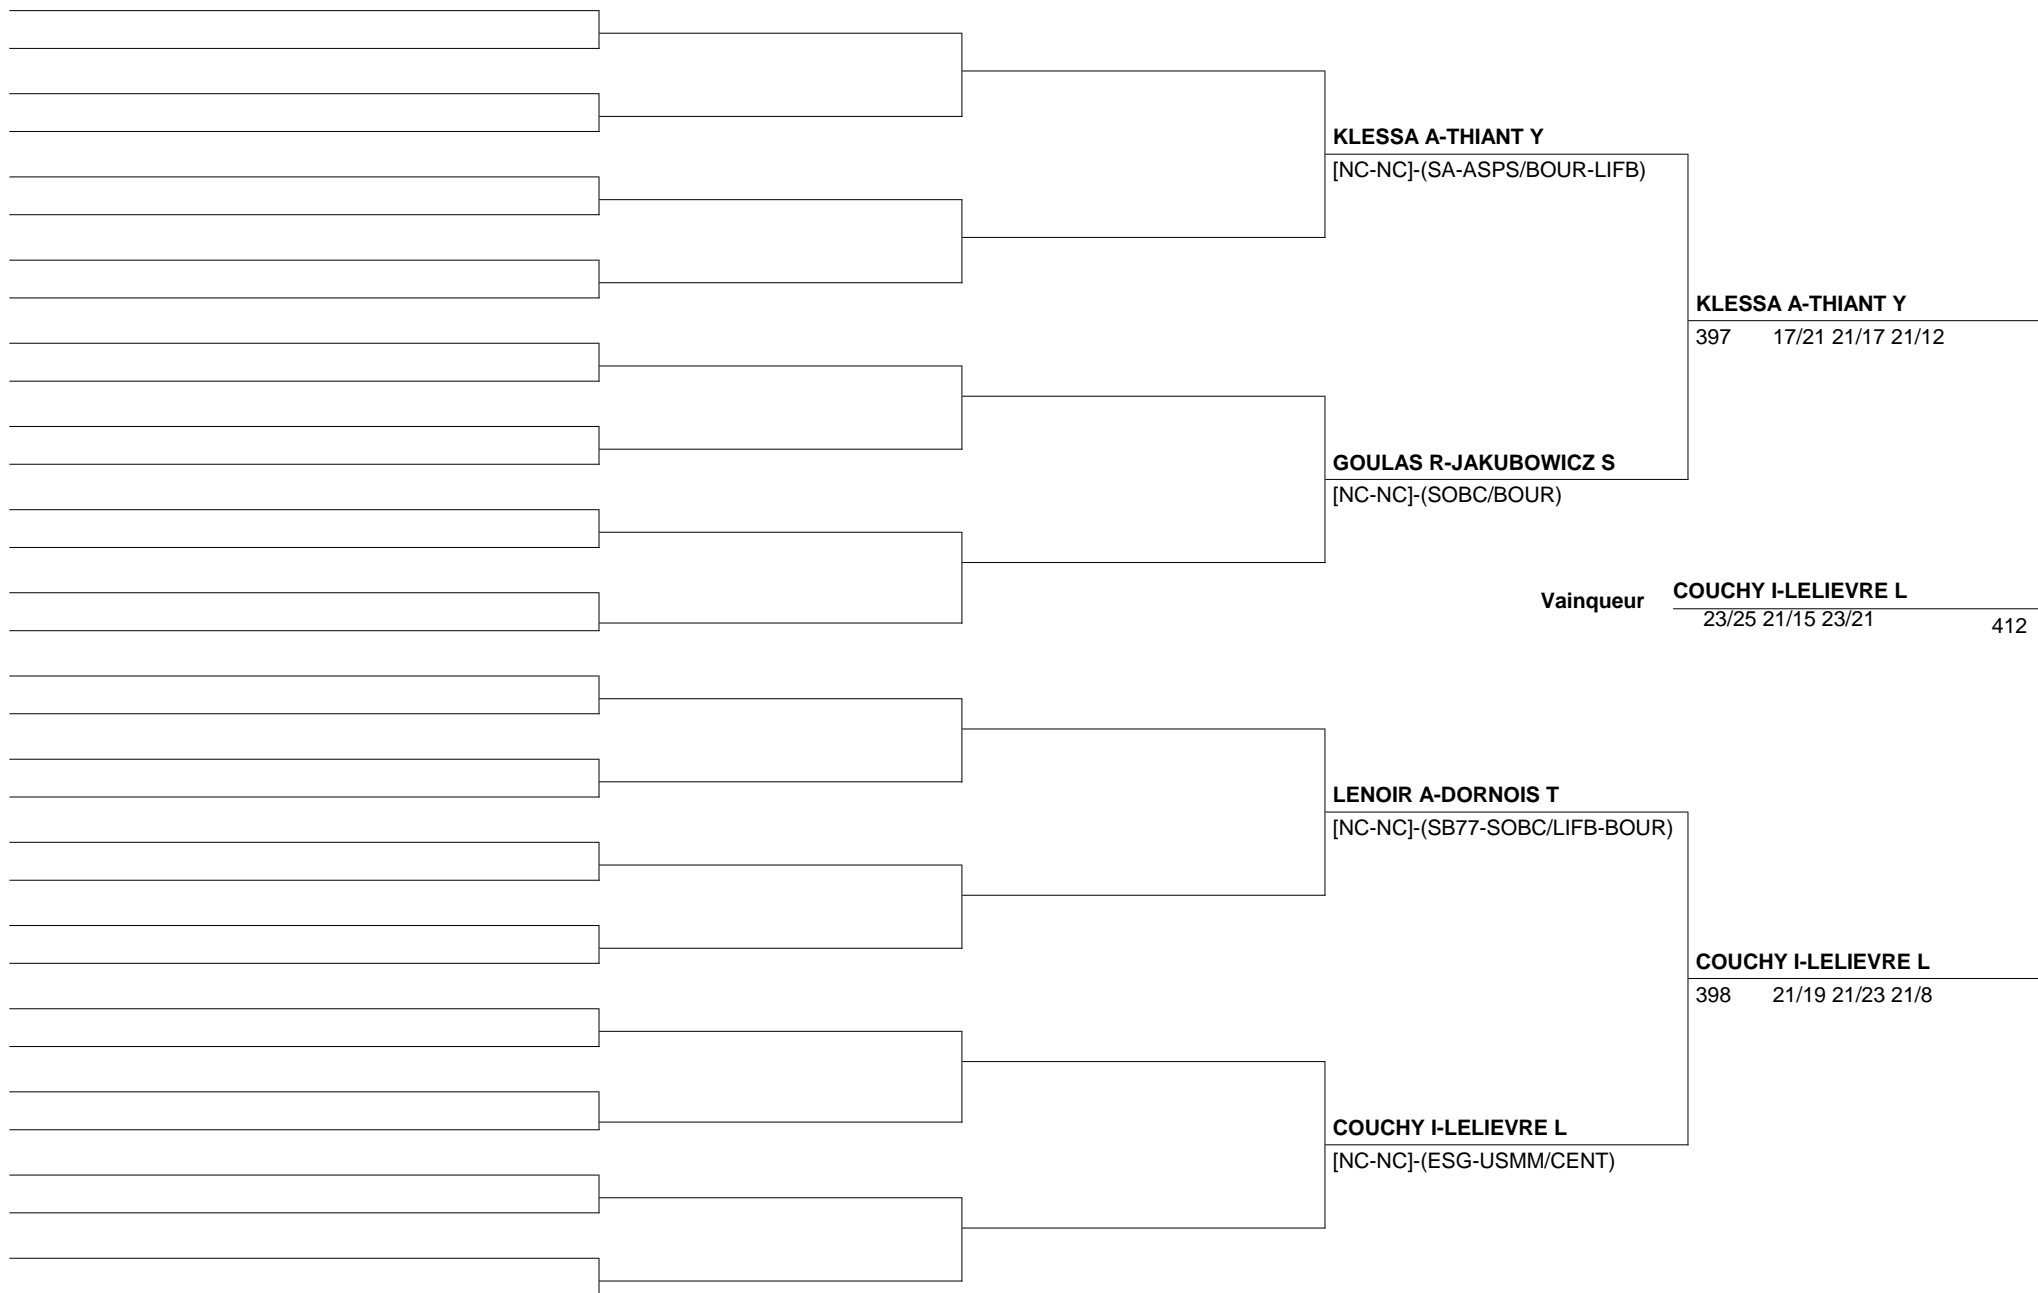 KLESSA A-THIANT Y
[NC-NC]-(SA-ASPS/BOUR-LIFB)
KLESSA A-THIANT Y
397 17/21 21/17 21/12
GOULAS R-JAKUBOWICZ S
[NC-NC]-(SOBC/BOUR)
Vainqueur COUCHY I-LELIEVRE L
23/25 21/15 23/21 412
LENOIR A-DORNOIS T
[NC-NC]-(SB77-SOBC/LIFB-BOUR)
COUCHY I-LELIEVRE L
398 21/19 21/23 21/8
COUCHY I-LELIEVRE L
[NC-NC]-(ESG-USMM/CENT)